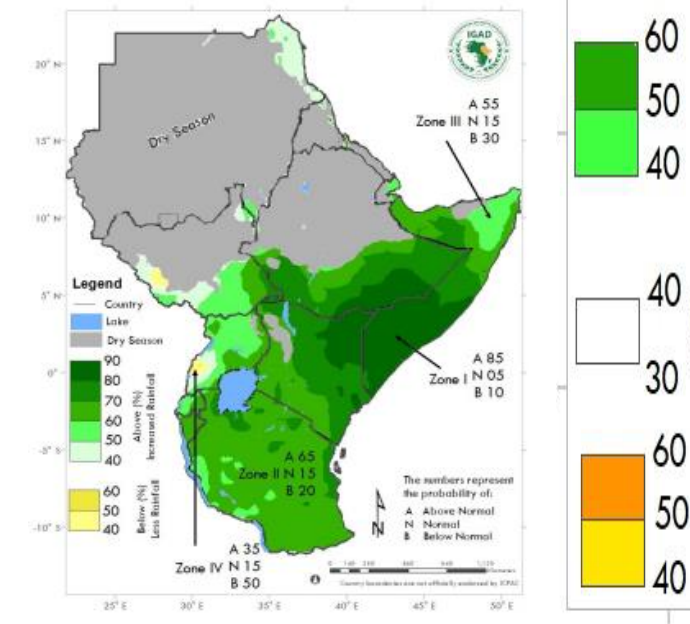 IGAD
20° N
15° N
10° N
5° N
0°
-5° S
-10° S
Dry Season
A 55
Zone III N 15
B 30
A 85
Zone I N 05
B 10
A 65
Zone II N 15
B 20
A 35
Zone IV N 15
B 50
Legend
Country
Lake
Dry Season
90
80
70
60
50
40
Above (%)
Increased Rainfall
60
50
40
Below (%)
Less Rainfall
The numbers represent
the probability of:
A Above Normal
N Normal
B Below Normal
N
Country boundaries are not officially endorsed by ICPAC
25° E
30° E
35° E
40° E
45° E
50° E
60
50
40
40
30
60
50
40